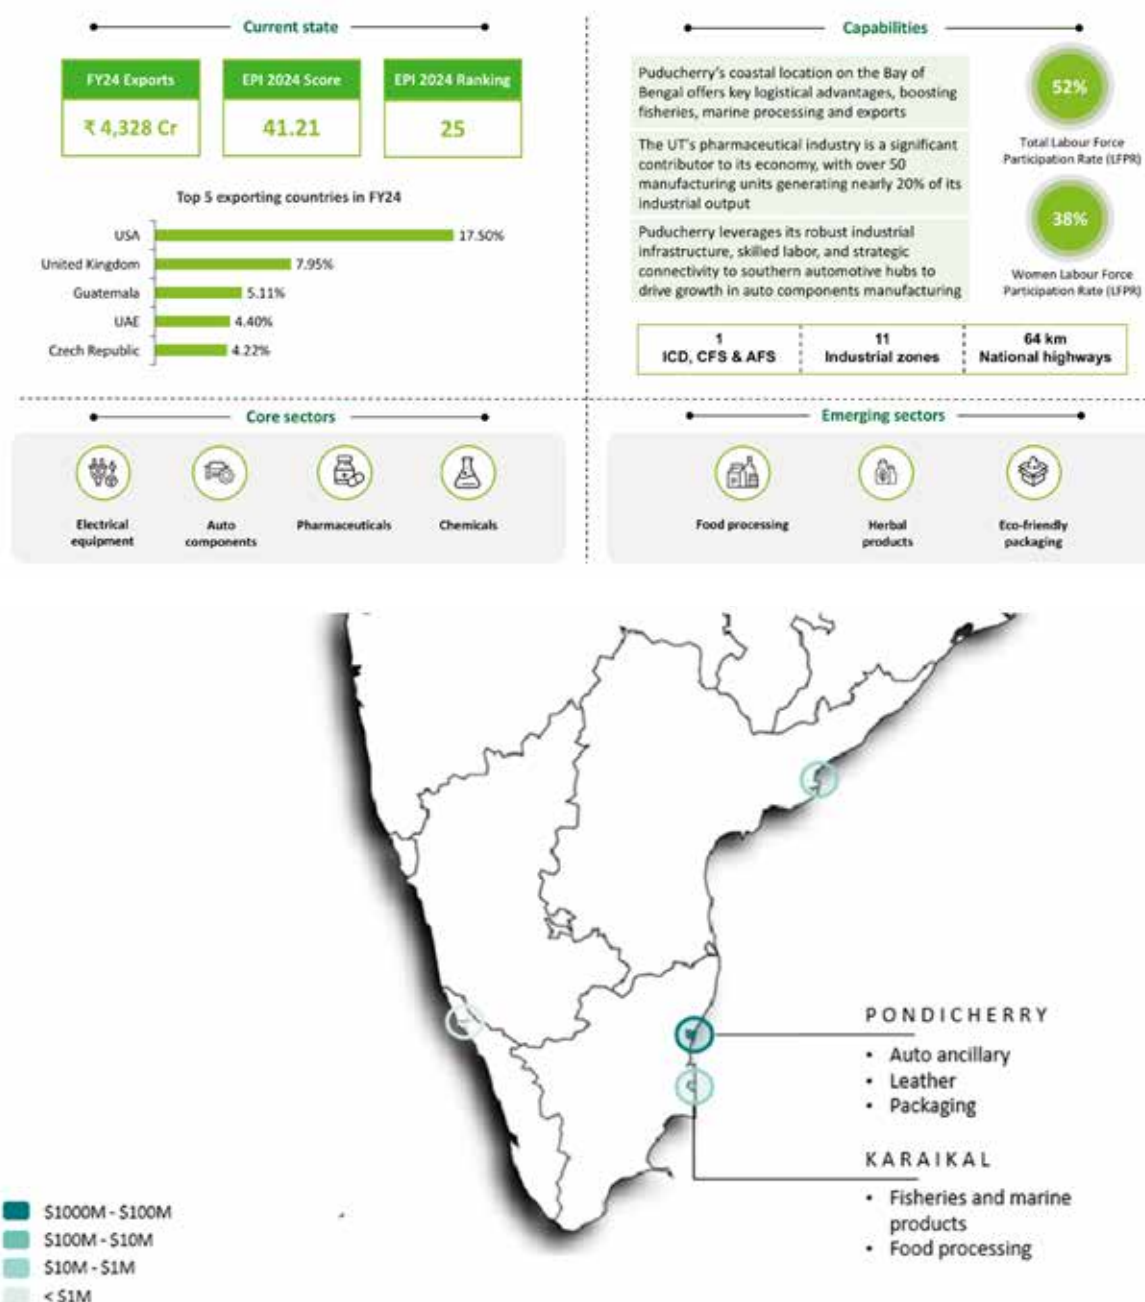 Current state
FY24 Exports
₹ 4,328 Cr
EPI 2024 Score
41.21
EPI 2024 Ranking
25
Top 5 exporting countries in FY24
USA 17.50%
United Kingdom 7.95%
Guatemala 5.11%
UAE 4.40%
Czech Republic 4.22%
Capabilities
Puducherry's coastal location on the Bay of
Bengal offers key logistical advantages, boosting
fisheries, marine processing and exports
The UT's pharmaceutical industry is a significant
contributor to its economy, with over 50
manufacturing units generating nearly 20% of its
industrial output
Puducherry leverages its robust industrial
infrastructure, skilled labor, and strategic
connectivity to southern automotive hubs to
drive growth in auto components manufacturing
52%
Total Labour Force
Participation Rate (LFPR)
38%
Women Labour Force
Participation Rate (LFPR)
1
ICD, CFS & AFS
11
Industrial zones
64 km
National highways
Core sectors
Electrical
equipment
Auto
components
Pharmaceuticals
Chemicals
Emerging sectors
Food processing
Herbal
products
Eco-friendly
packaging
PONDICHERRY
• Auto ancillary
• Leather
• Packaging
KARAIKAL
• Fisheries and marine
products
• Food processing
$1000M - $100M
$100M - $10M
$10M - $1M
< $1M